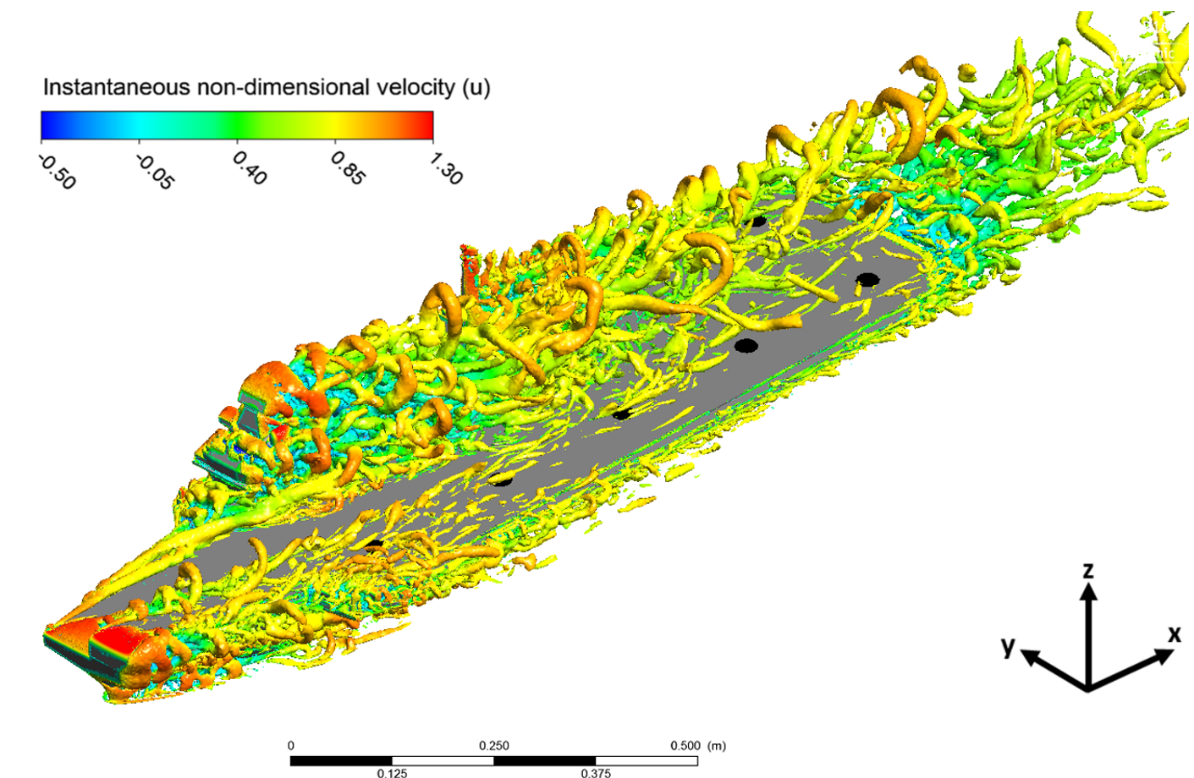 Instantaneous non-dimensional velocity (u)
-0.50 -0.05 0.40 0.85 1.30
z
y x
0 0.250 0.500 (m)
0.125 0.375